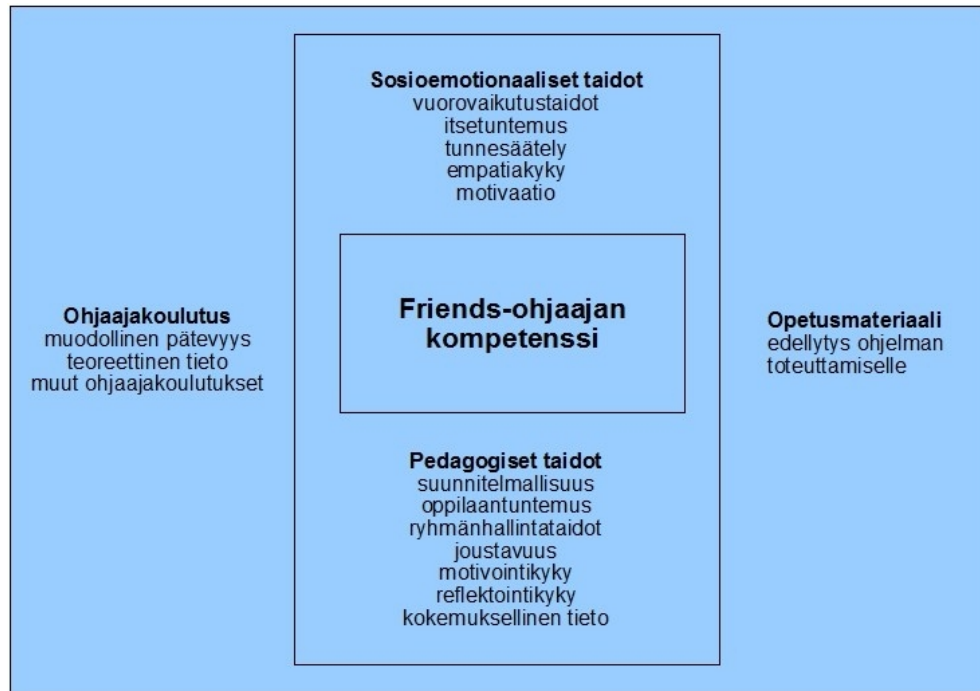 Sosioemotionaaliset taidot
vuorovaikutustaidot
itsetuntemus
tunnesäätely
empatiakyky
motivaatio
Ohjaajakoulutus
muodollinen pätevyys
teoreettinen tieto
muut ohjaajakoulutukset
Friends-ohjaajan
kompetenssi
Opetusmateriaali
edellytys ohjelman
toteuttamiselle
Pedagogiset taidot
suunnitelmallisuus
oppilaantuntemus
ryhmänhallintataidot
joustavuus
motivointikyky
reflektointikyky
kokemuksellinen tieto